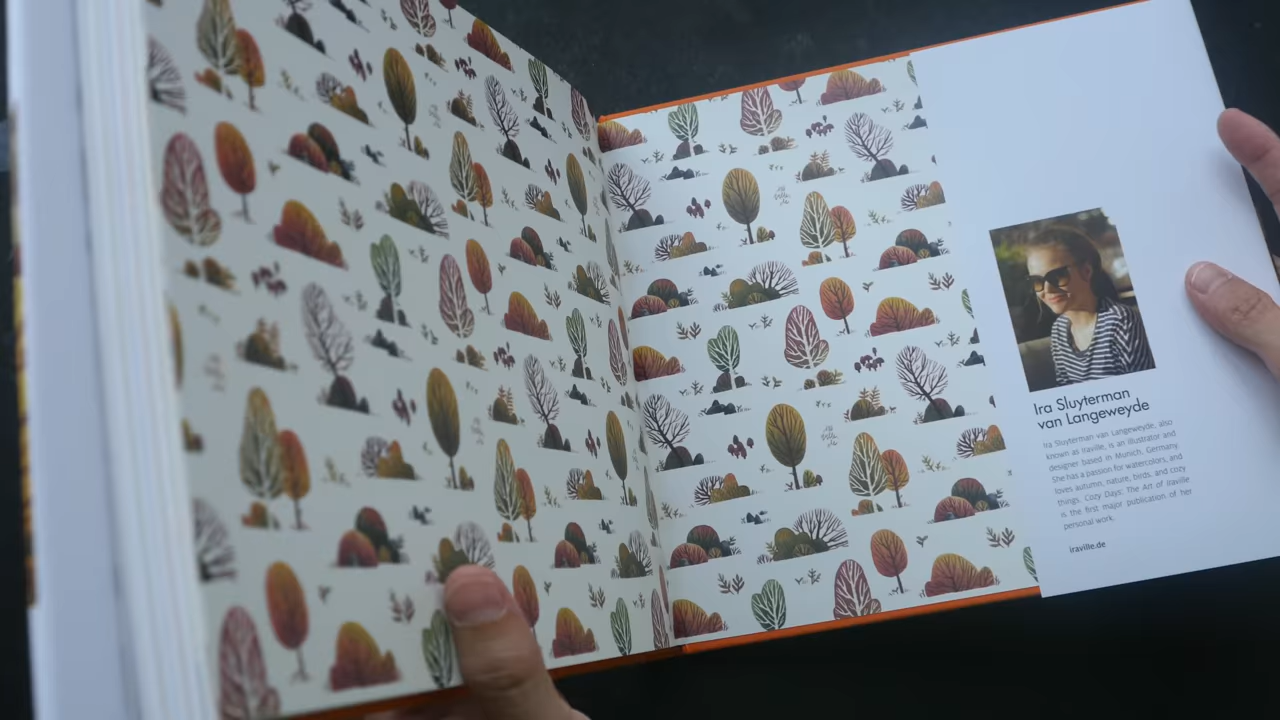 Ira Sluyterman
van Langeweyde
Ira Sluyterman van Langeweyde, also
known as Iraville, is an illustrator and
designer based in Munich, Germany.
She has a passion for watercolors, and
loves autumn, nature, birds, and cozy
things. Cozy Days: The Art of Iraville
is the first major publication of her
personal work.
iraville.de